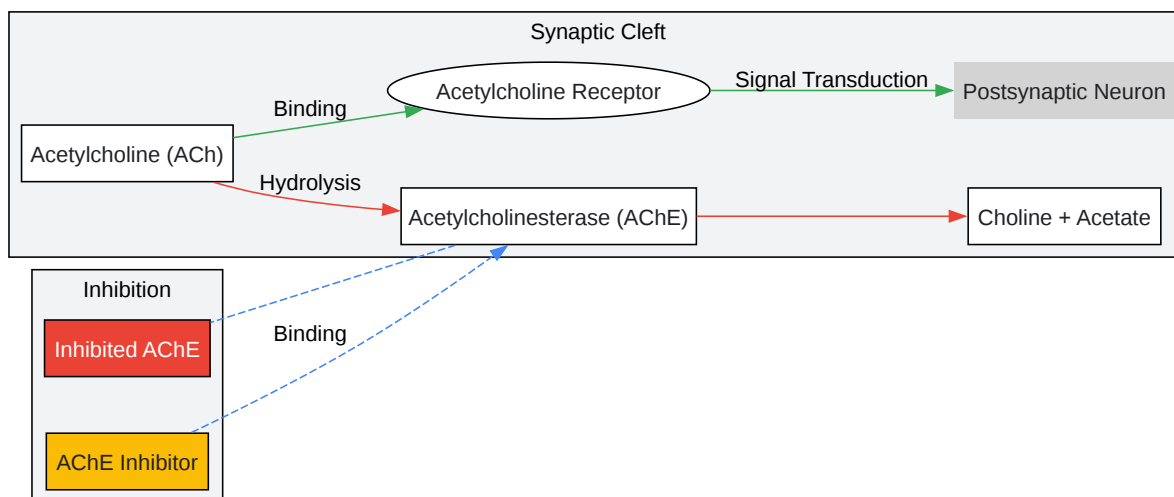 Synaptic Cleft
Acetylcholine Receptor
Signal Transduction
Postsynaptic Neuron
Binding
Acetylcholine (ACh)
Hydrolysis
Acetylcholinesterase (AChE)
Choline + Acetate
Inhibition
Inhibited AChE
Binding
AChE Inhibitor